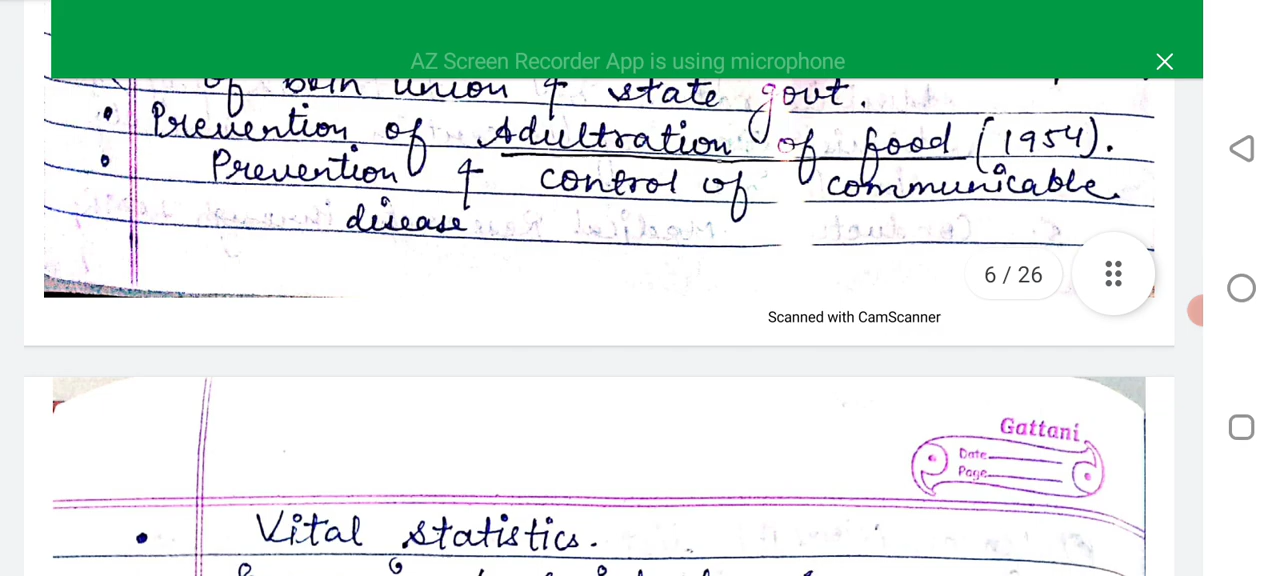 AZ Screen Recorder App is using microphone
of both union & state govt.
• Prevention of Adultration of food (1954).
• Prevention & control of communicable
disease
6 / 26
Scanned with CamScanner
Gattani
Date
Page
• Vital statistics.